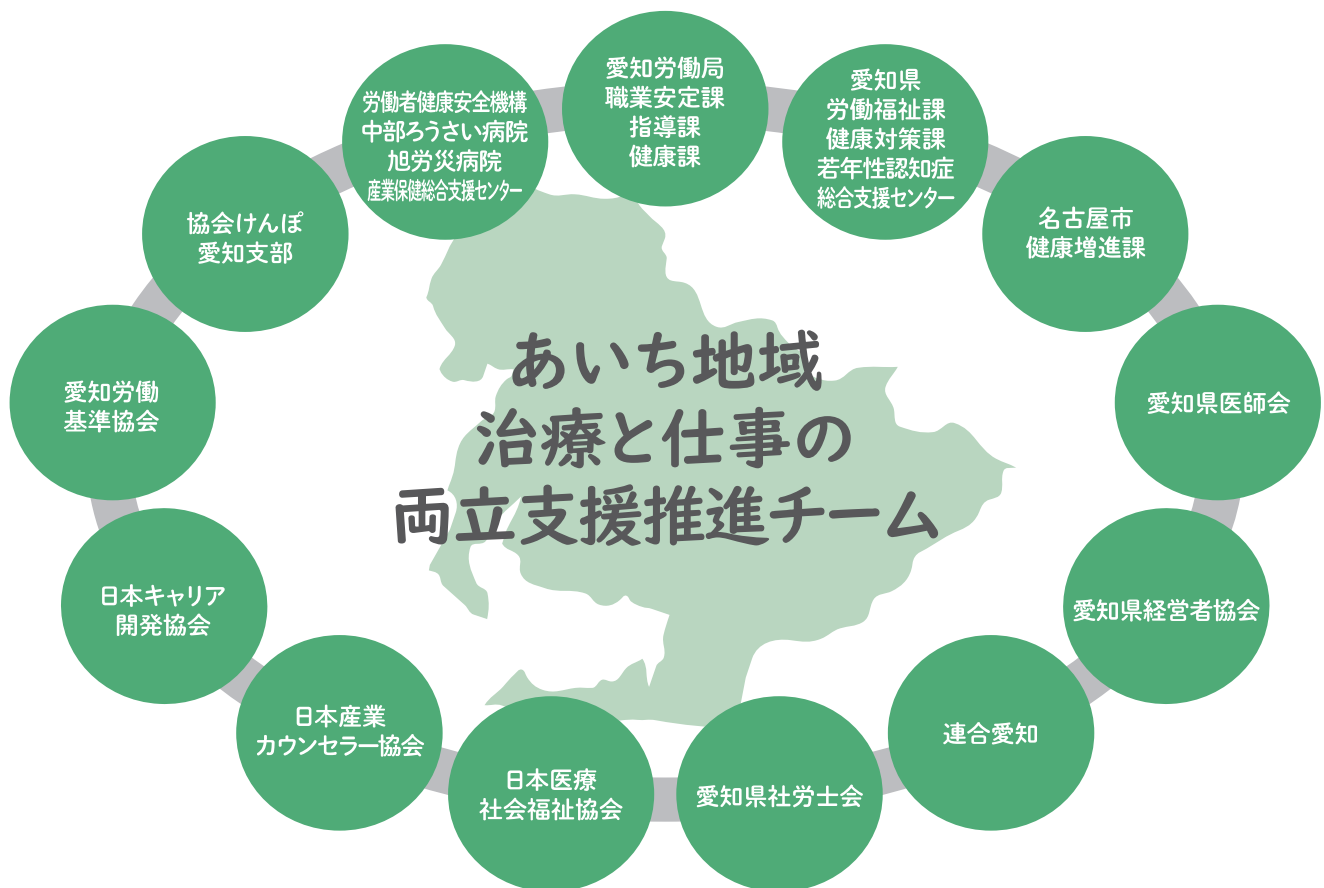 愛知労働局
職業安定課
指導課
健康課
愛知県
労働福祉課
健康対策課
若年性認知症
総合支援センター
名古屋市
健康増進課
愛知県医師会
愛知県経営者協会
連合愛知
愛知県社労士会
日本医療
社会福祉協会
日本産業
カウンセラー協会
日本キャリア
開発協会
愛知労働
基準協会
協会けんぽ
愛知支部
労働者健康安全機構
中部ろうさい病院
旭労災病院
産業保健総合支援センター
あいち地域
治療と仕事の
両立支援推進チーム